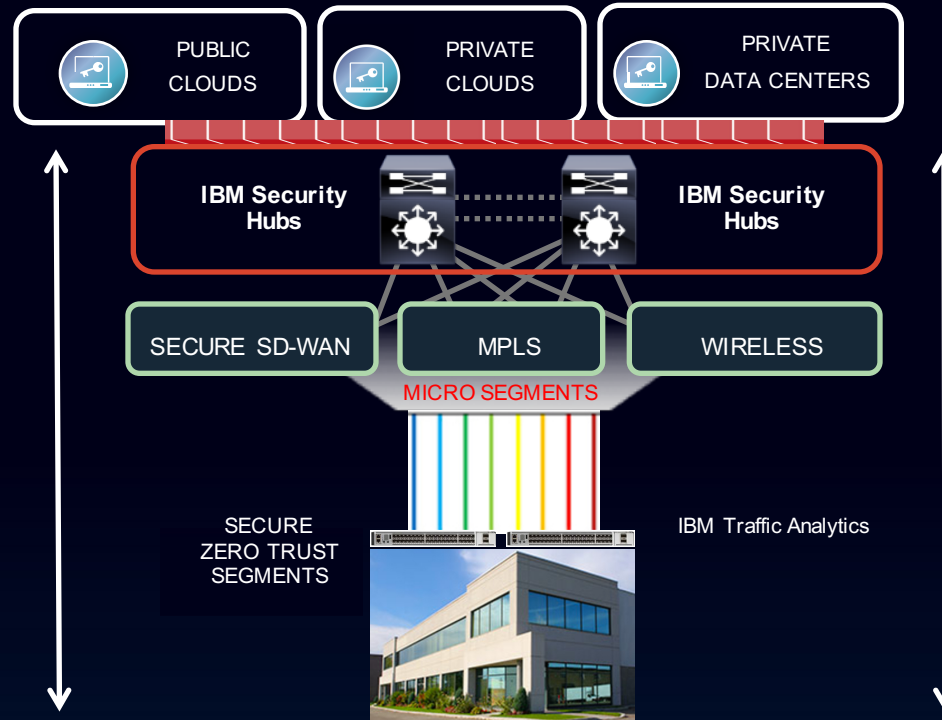 PUBLIC
CLOUDS
PRIVATE
CLOUDS
PRIVATE
DATA CENTERS
IBM Security
Hubs
IBM Security
Hubs
SECURE SD-WAN
MPLS
WIRELESS
MICRO SEGMENTS
SECURE
ZERO TRUST
SEGMENTS
IBM Traffic Analytics